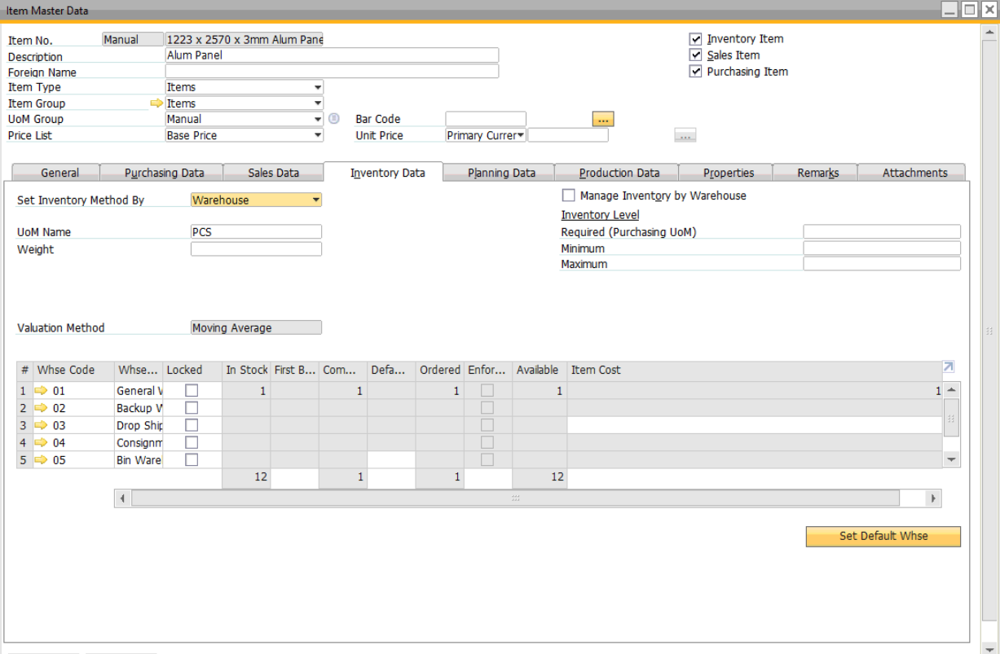 Item Master Data
Item No. Manual 1223 x 2570 x 3mm Alum Pane
Inventory Item
Description Alum Panel
Sales Item
Foreign Name
Purchasing Item
Item Type Items
Item Group Items
UoM Group Manual Bar Code ...
Price List Base Price Unit Price Primary Curren ...
General Purchasing Data Sales Data Inventory Data Planning Data Production Data Properties Remarks Attachments
Set Inventory Method By Warehouse
Manage Inventory by Warehouse
Inventory Level
UoM Name PCS
Required (Purchasing UoM)
Weight
Minimum
Maximum
Valuation Method Moving Average
# Whse Code Whse... Locked In Stock First B... Com... Defa... Ordered Enfor... Available Item Cost
1 01 General W 1 1 1 1 1
2 02 Backup W
3 03 Drop Ship
4 04 Consignm
5 05 Bin Ware
12 1 1 12
Set Default Whse